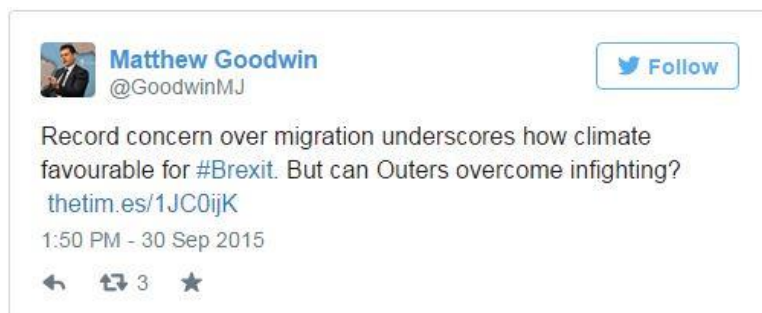 Matthew Goodwin
@GoodwinMJ
Follow
Record concern over migration underscores how climate
favourable for #Brexit. But can Outers overcome infighting?
thetim.es/1JC0ijK
1:50 PM - 30 Sep 2015
3